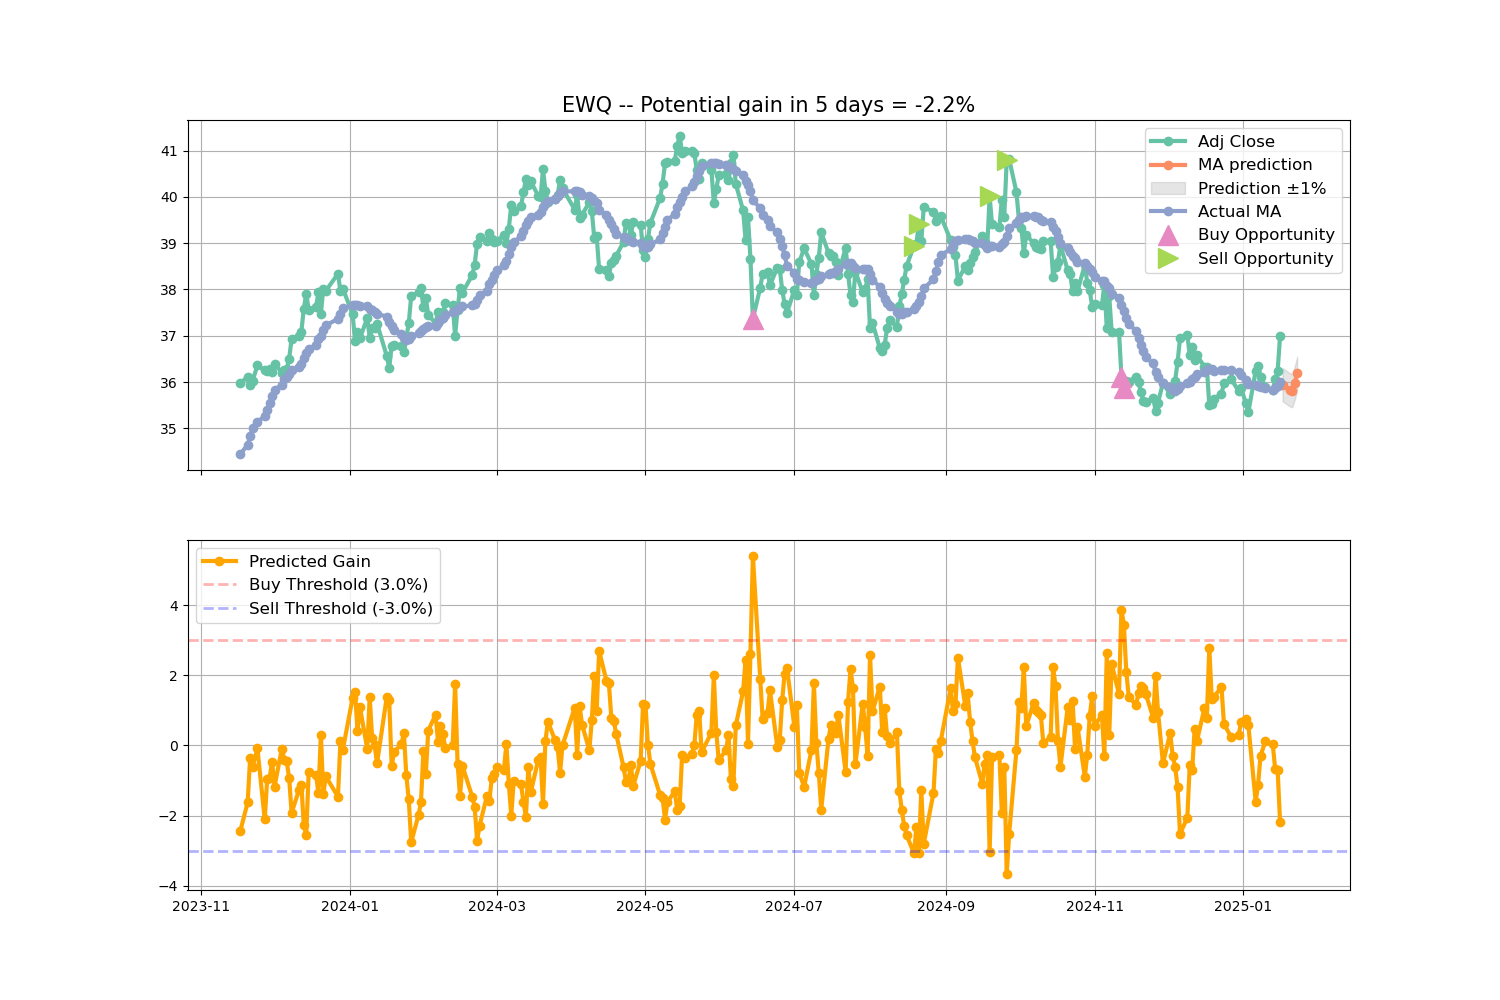 EWQ -- Potential gain in 5 days = -2.2%
41
40
39
38
37
36
35
Adj Close
MA prediction
Prediction ±1%
Actual MA
Buy Opportunity
Sell Opportunity
4
2
0
−2
−4
Predicted Gain
Buy Threshold (3.0%)
Sell Threshold (-3.0%)
2023-11
2024-01
2024-03
2024-05
2024-07
2024-09
2024-11
2025-01